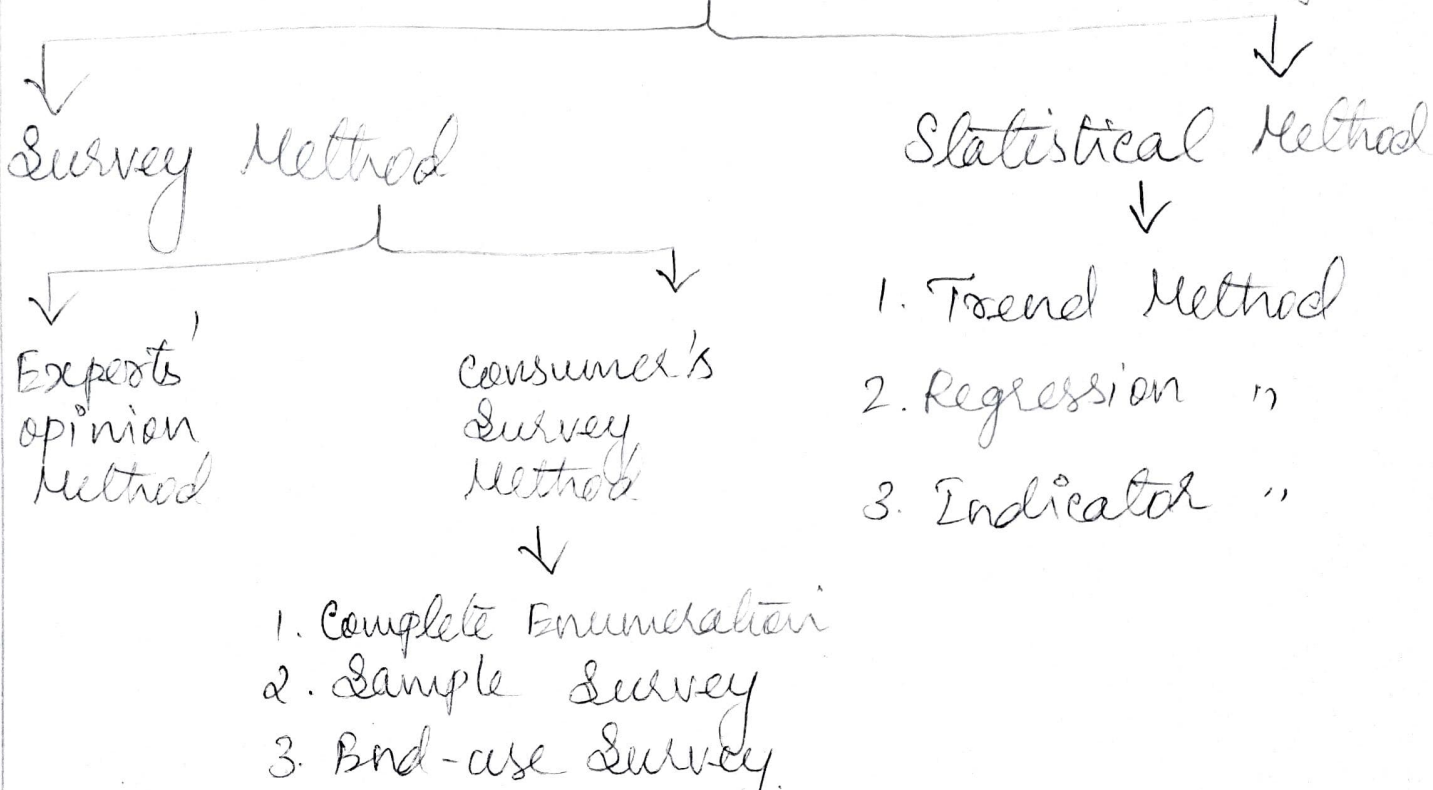 Survey Method
Statistical Method
Experts'
opinion
Method
Consumer's
Survey
Method
1. Complete Enumeration
2. Sample Survey
3. End-use Survey.
1. Trend Method
2. Regression "
3. Indicator "